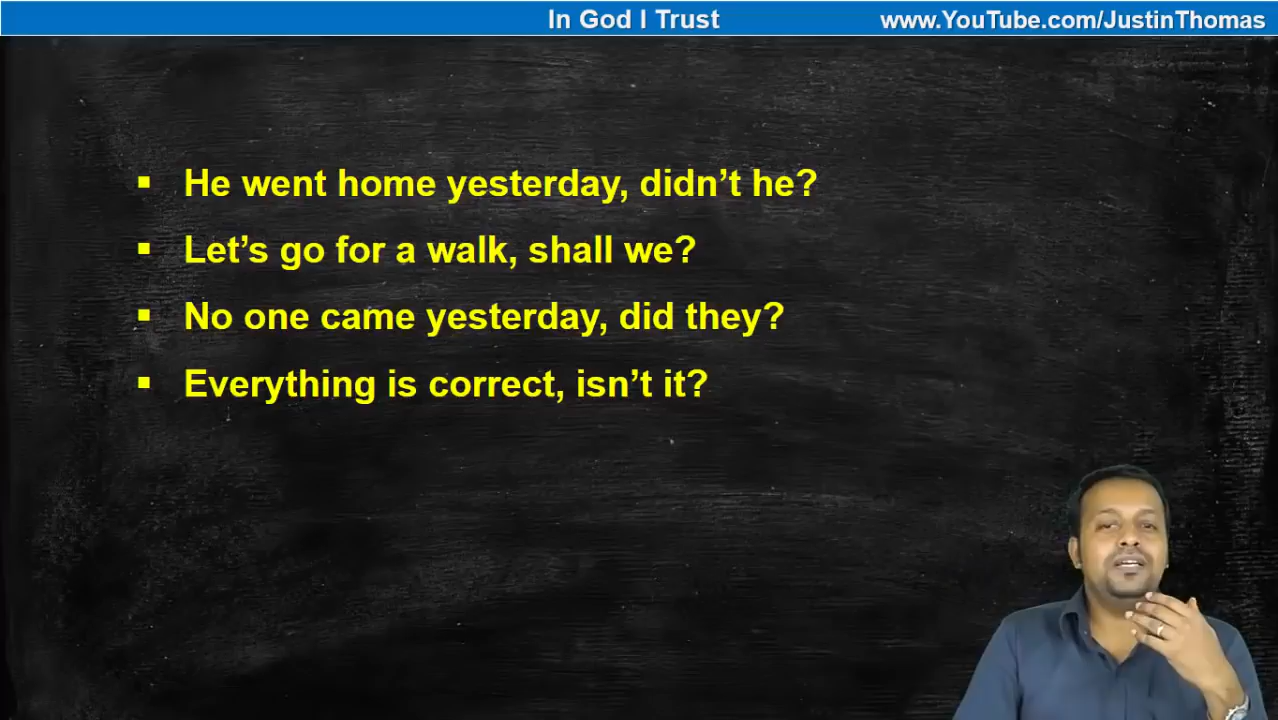 In God I Trust
www.YouTube.com/JustinThomas
▪ He went home yesterday, didn’t he?
▪ Let’s go for a walk, shall we?
▪ No one came yesterday, did they?
▪ Everything is correct, isn’t it?